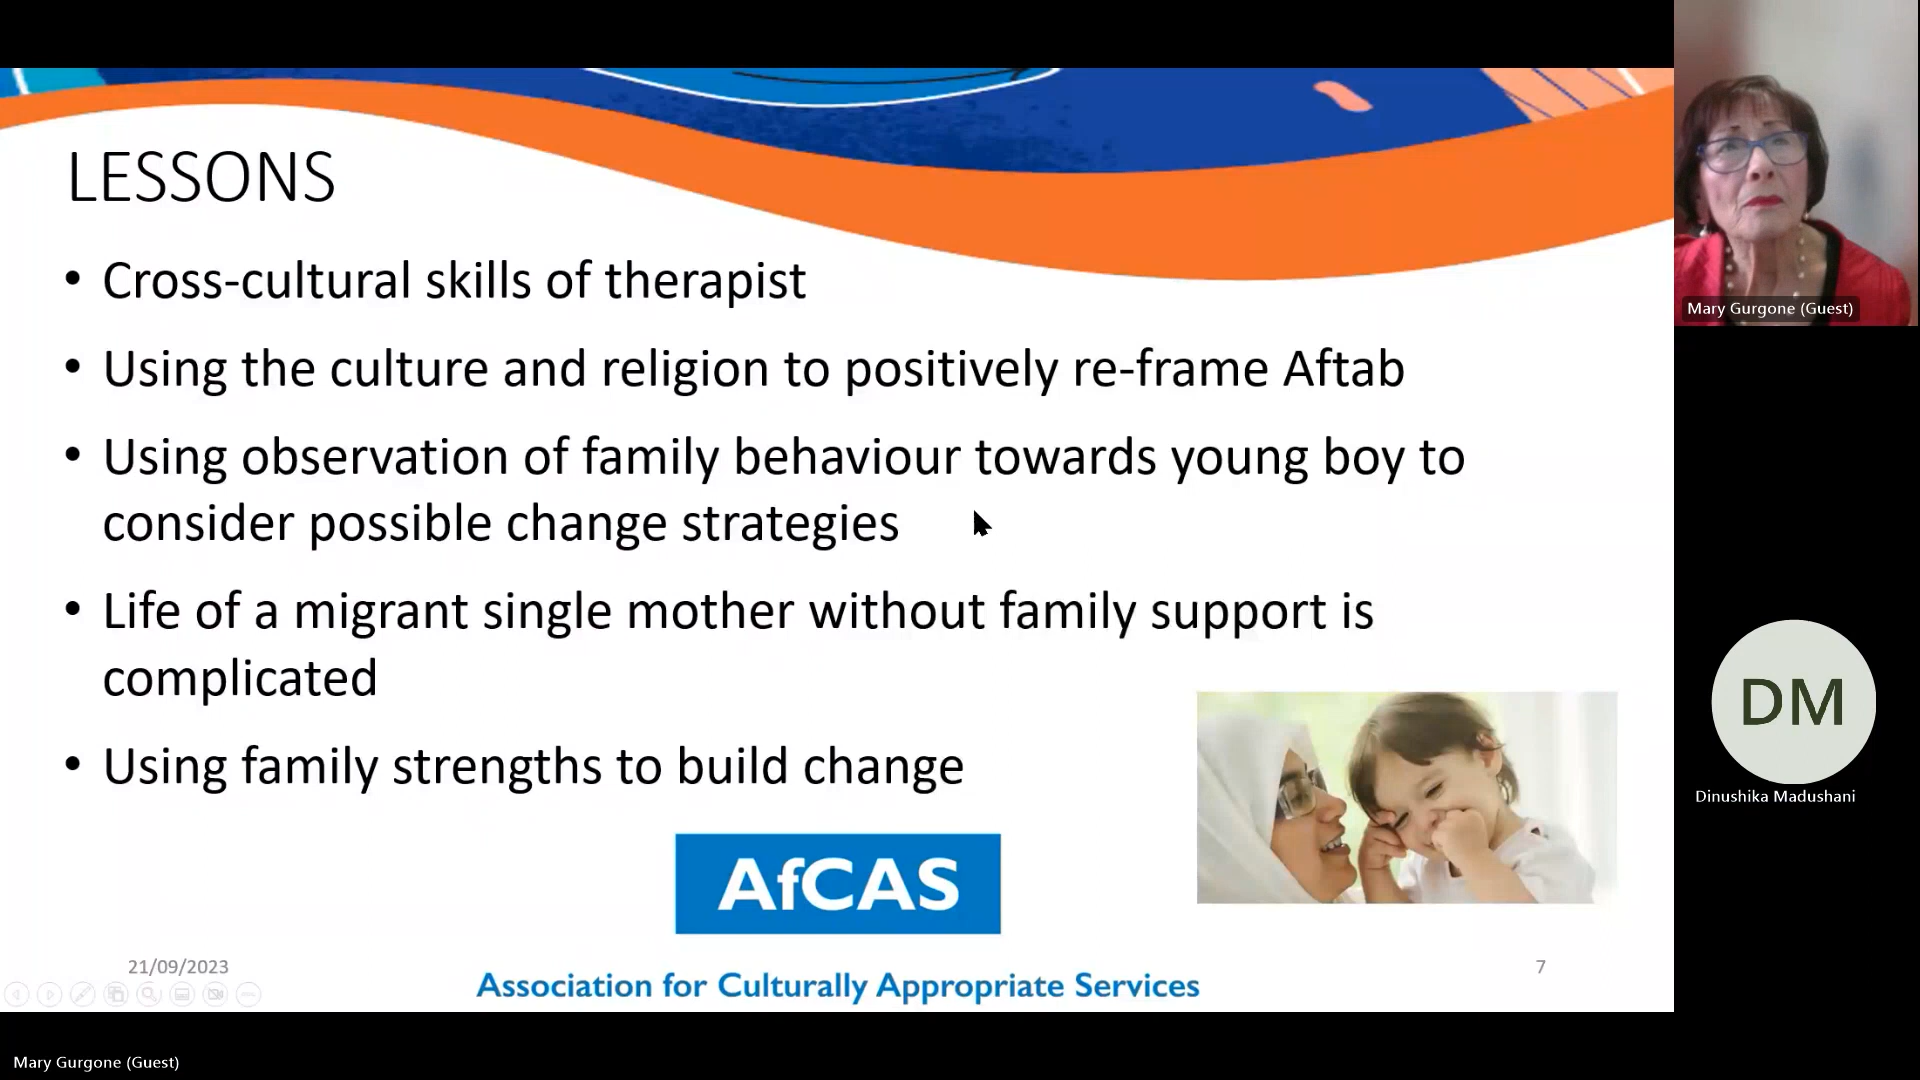 LESSONS
• Cross-cultural skills of therapist
• Using the culture and religion to positively re-frame Aftab
• Using observation of family behaviour towards young boy to
consider possible change strategies
• Life of a migrant single mother without family support is
complicated
• Using family strengths to build change
AfCAS
Association for Culturally Appropriate Services
21/09/2023
7
Mary Gurgone (Guest)
DM
Dinushika Madushani
Mary Gurgone (Guest)